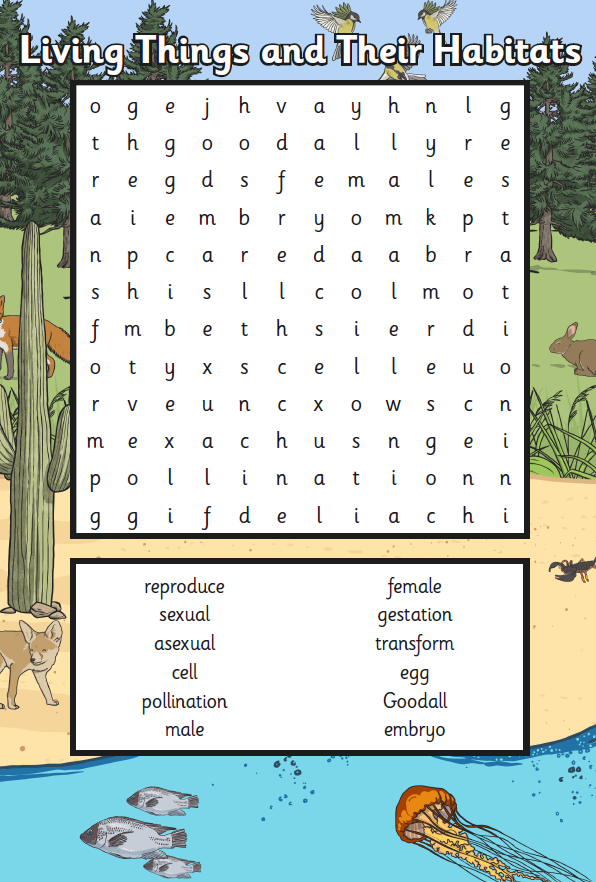 Living Things and Their Habitats
o g e j h v a y h n l g
t h g o o d a l l y r e
r e g d s f e m a l e s
a i e m b r y o m k p t
n p c a r e d a a b r a
s h i s l l c o l m o t
f m b e t h s i e r d i
o t y x s c e l l e u o
r v e u n c x o w s c n
m e x a c h u s n g e i
p o l l i n a t i o n n
g g i f d e l i a c h i
reproduce female
sexual gestation
asexual transform
cell egg
pollination Goodall
male embryo